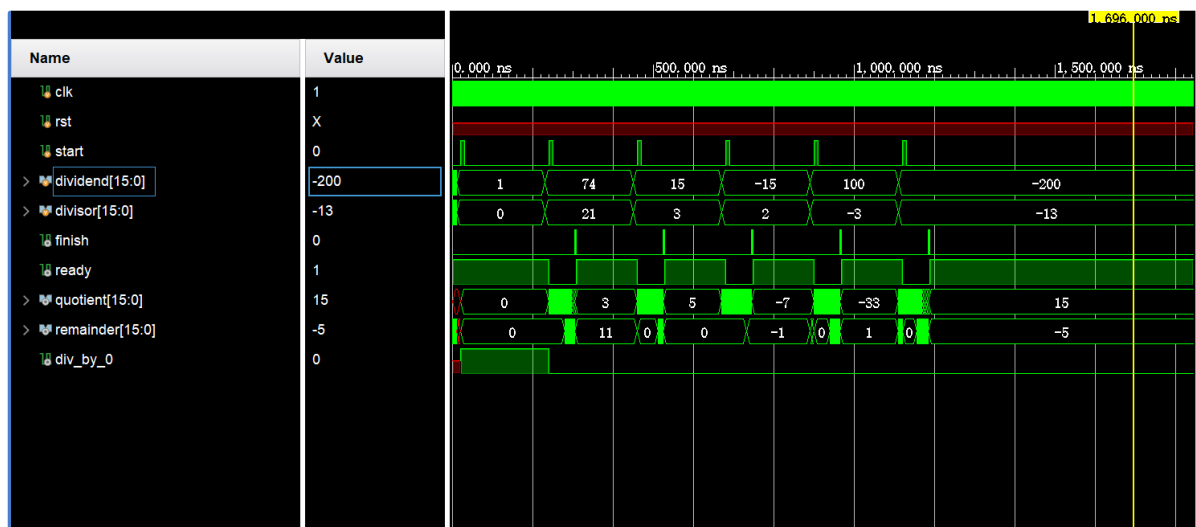 1,696.000 ns
Name Value
0.000 ns 500.000 ns 1,000.000 ns 1,500.000 ns
clk 1
rst X
start 0
dividend[15:0] -200 1 74 15 -15 100 -200
divisor[15:0] -13 0 21 3 2 -3 -13
finish 0
ready 1
quotient[15:0] 15 0 3 5 -7 -33 15
remainder[15:0] -5 0 11 0 0 -1 0 1 0 -5
div_by_0 0